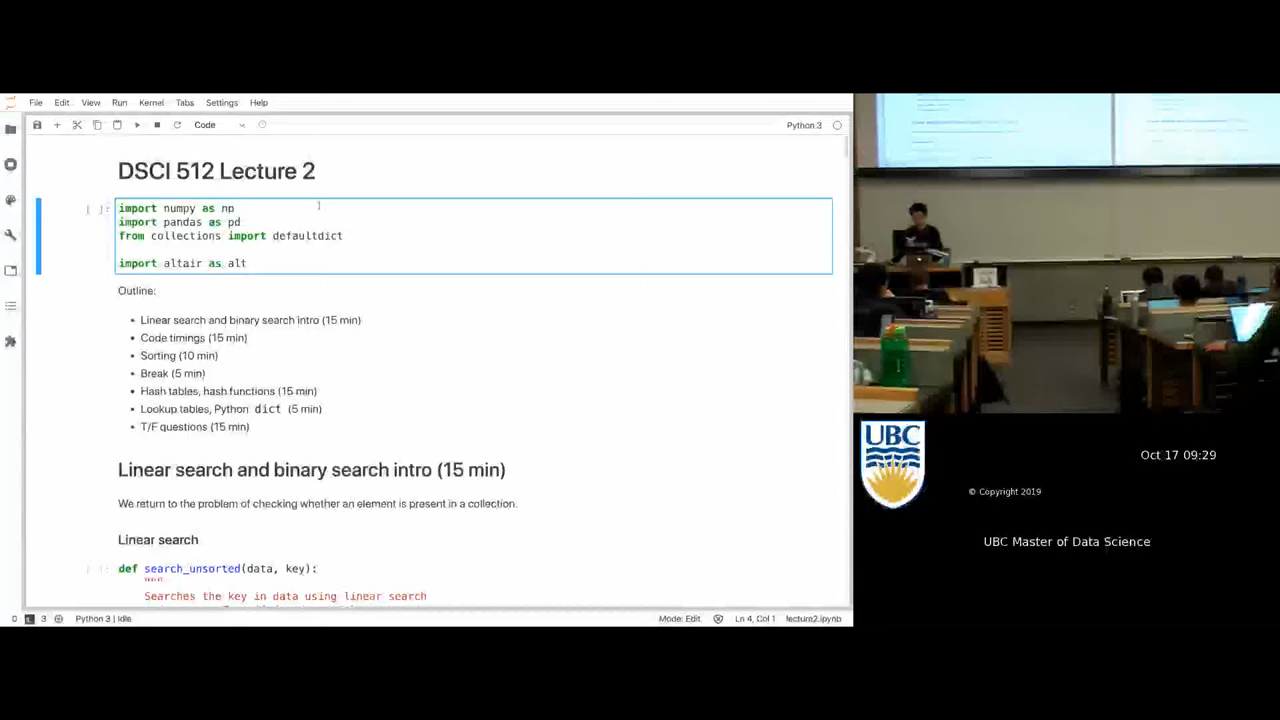 File Edit View Run Kernel Tabs Settings Help
Code
Python 3
DSCI 512 Lecture 2
[ ]:
import numpy as np
import pandas as pd
from collections import defaultdict
import altair as alt
Outline:
• Linear search and binary search intro (15 min)
• Code timings (15 min)
• Sorting (10 min)
• Break (5 min)
• Hash tables, hash functions (15 min)
• Lookup tables, Python dict (5 min)
• T/F questions (15 min)
Linear search and binary search intro (15 min)
We return to the problem of checking whether an element is present in a collection.
Linear search
[ ]:
def search_unsorted(data, key):
"""
Searches the key in data using linear search
0 3 Python 3 | Idle
Mode: Edit Ln 4, Col 1 lecture2.ipynb
UBC
Oct 17 09:29
© Copyright 2019
UBC Master of Data Science